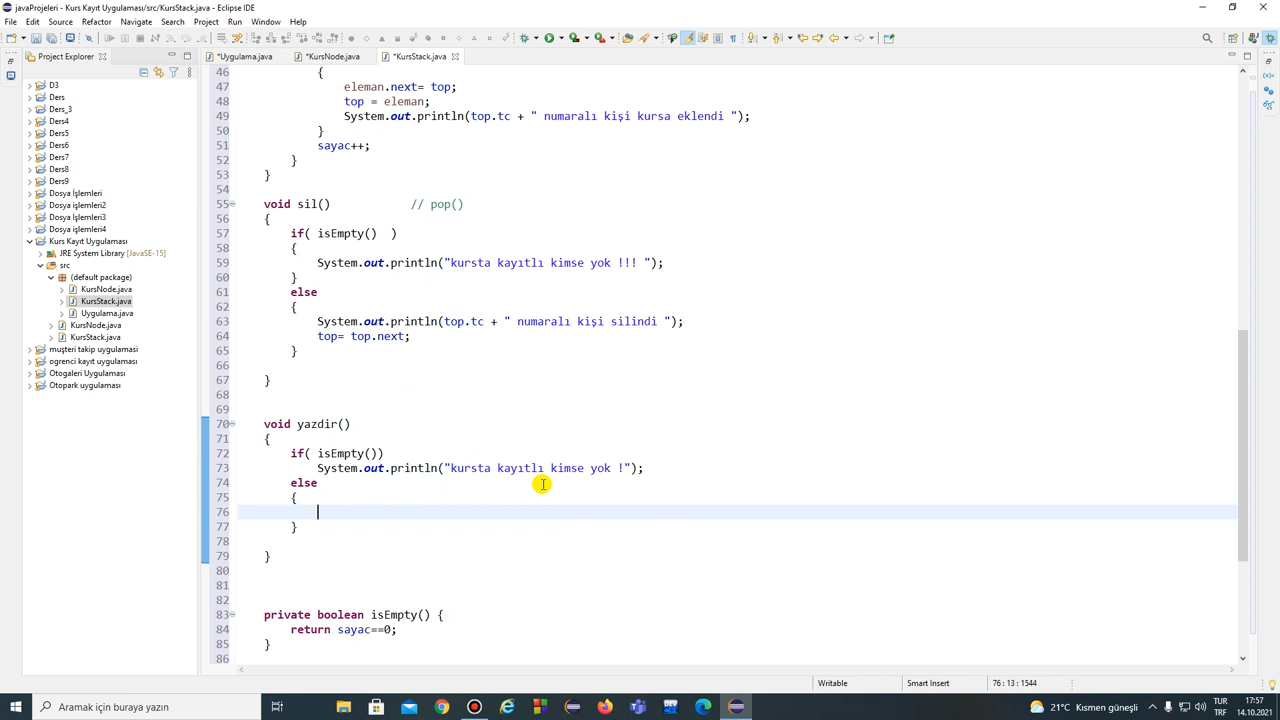 javaProjeleri - Kurs Kayıt Uygulaması/src/KursStack.java - Eclipse IDE
File Edit Source Refactor Navigate Search Project Run Window Help
Project Explorer
*Uygulama.java *KursNode.java *KursStack.java
D3
Ders
Ders_3
Ders4
Ders5
Ders6
Ders7
Ders8
Ders9
Dosya İşlemleri
Dosya işlemleri2
Dosya İşlemleri3
Dosya işlemleri4
Kurs Kayıt Uygulaması
JRE System Library [JavaSE-15]
src
(default package)
KursNode.java
KursStack.java
Uygulama.java
KursNode.java
KursStack.java
muşteri takip uygulamasi
ogrenci kayıt uygulaması
Otogaleri Uygulaması
Otopark uygulaması
46 {
47 eleman.next= top;
48 top = eleman;
49 System.out.println(top.tc + " numaralı kişi kursa eklendi ");
50 }
51 sayac++;
52 }
53 }
54
55 void sil() // pop()
56 {
57 if( isEmpty() )
58 {
59 System.out.println("kursta kayıtlı kimse yok !!! ");
60 }
61 else
62 {
63 System.out.println(top.tc + " numaralı kişi silindi ");
64 top= top.next;
65 }
66
67 }
68
69
70 void yazdir()
71 {
72 if( isEmpty())
73 System.out.println("kursta kayıtlı kimse yok !");
74 else
75 {
76
77 }
78
79 }
80
81
82
83 private boolean isEmpty() {
84 return sayac==0;
85 }
86
Writable Smart Insert 76 : 13 : 1544
Aramak için buraya yazın
DEV
21°C Kısmen güneşli
TUR
TRF
17:57
14.10.2021